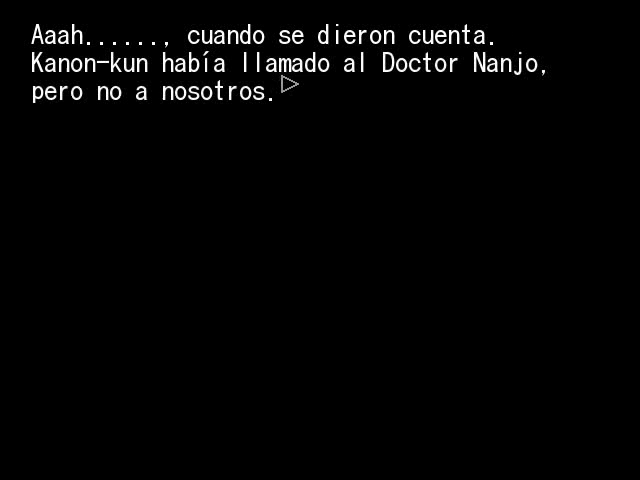 Aaah......, cuando se dieron cuenta.
Kanon-kun había llamado al Doctor Nanjo,
pero no a nosotros.